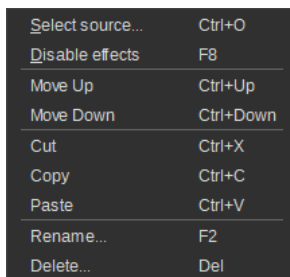 Select source... Ctrl+O
Disable effects F8
Move Up Ctrl+Up
Move Down Ctrl+Down
Cut Ctrl+X
Copy Ctrl+C
Paste Ctrl+V
Rename... F2
Delete... Del